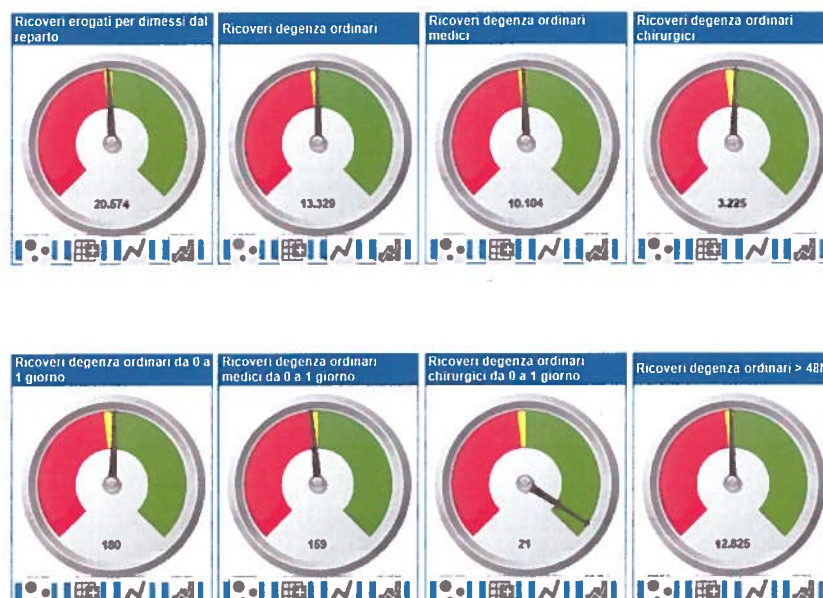 Ricoveri erogati per dimessi dal
reparto
20.574
Ricoveri degenza ordinari
13.329
Ricoveri degenza ordinari
medici
10.104
Ricoveri degenza ordinari
chirurgici
3.225
Ricoveri degenza ordinari da 0 a
1 giorno
180
Ricoveri degenza ordinari
medici da 0 a 1 giorno
159
Ricoveri degenza ordinari
chirurgici da 0 a 1 giorno
21
Ricoveri degenza ordinari >
12.825